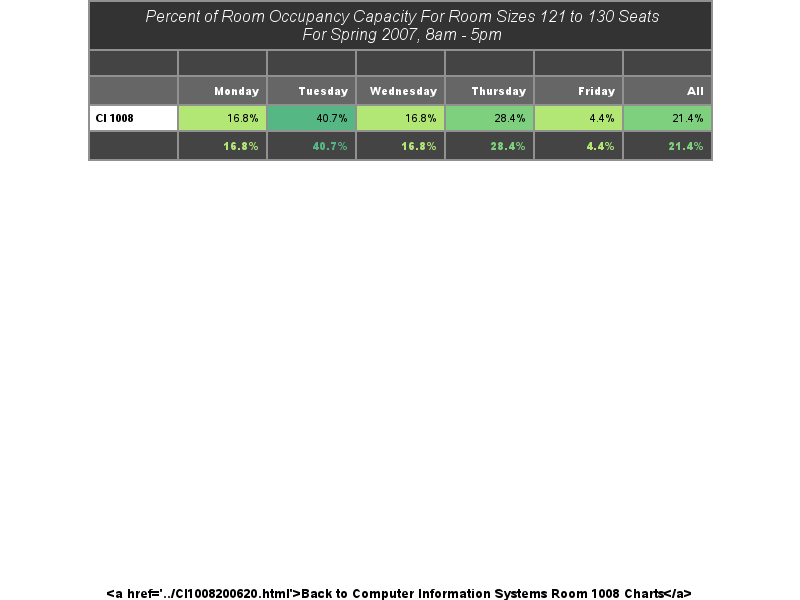 Percent of Room Occupancy Capacity For Room Sizes 121 to 130 Seats
For Spring 2007, 8am - 5pm
Monday Tuesday Wednesday Thursday Friday All
CI 1008 16.8% 40.7% 16.8% 28.4% 4.4% 21.4%
16.8% 40.7% 16.8% 28.4% 4.4% 21.4%
<a href='../CI1008200620.html'>Back to Computer Information Systems Room 1008 Charts</a>